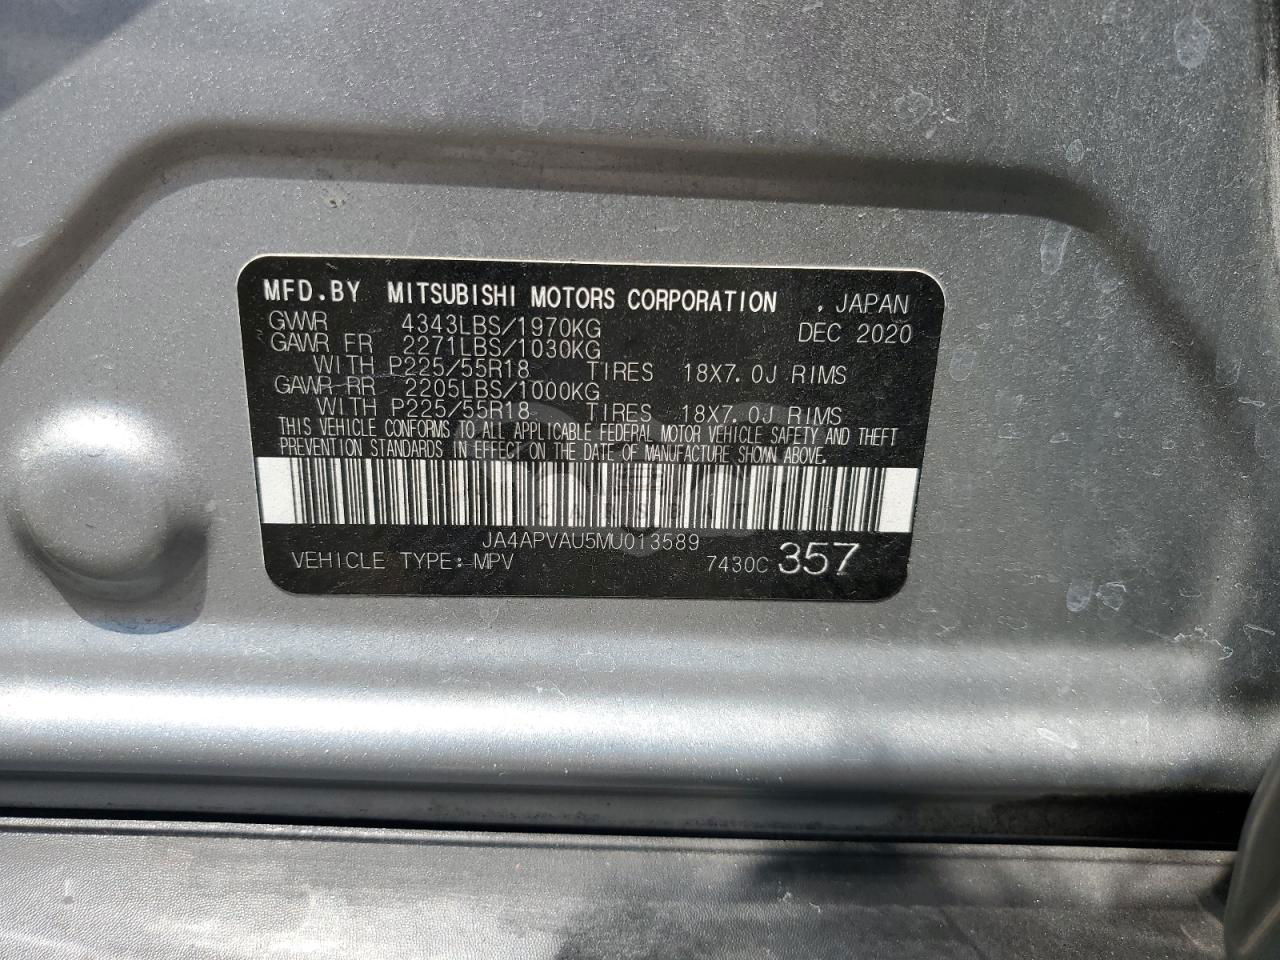 MFD.BY MITSUBISHI MOTORS CORPORATION . JAPAN
GVWR 4343LBS/1970KG DEC 2020
GAWR FR 2271LBS/1030KG
WITH P225/55R18 TIRES 18X7.0J RIMS
GAWR RR 2205LBS/1000KG
WITH P225/55R18 TIRES 18X7.0J RIMS
THIS VEHICLE CONFORMS TO ALL APPLICABLE FEDERAL MOTOR VEHICLE SAFETY AND THEFT
PREVENTION STANDARDS IN EFFECT ON THE DATE OF MANUFACTURE SHOWN ABOVE.
JA4APVAU5MU013589
VEHICLE TYPE: MPV 7430C 357